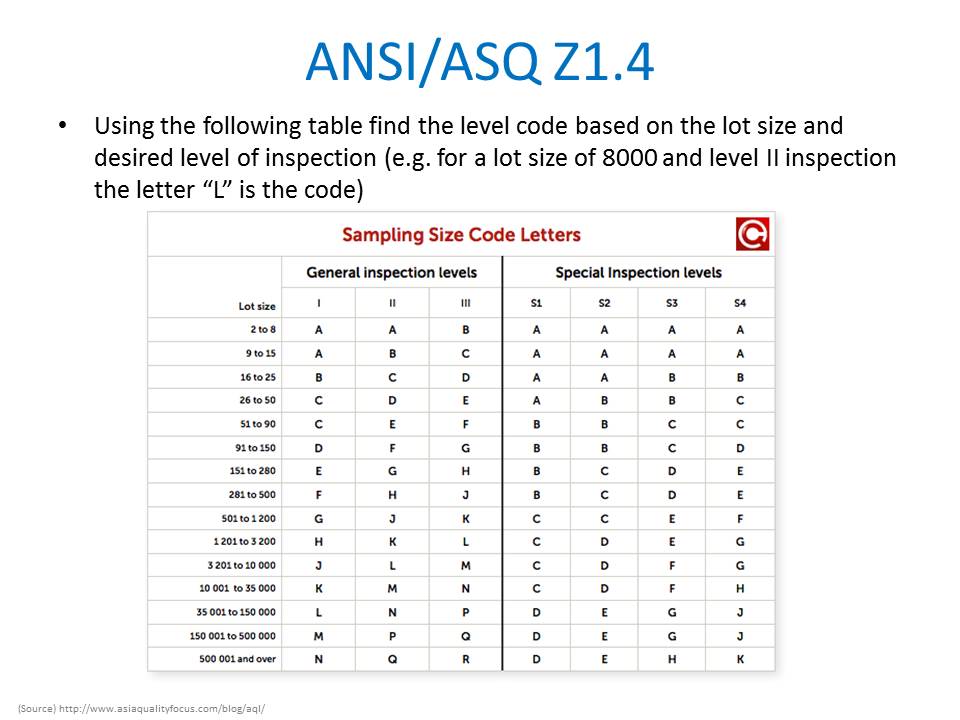 ANSI/ASQ Z1.4
• Using the following table find the level code based on the lot size and
desired level of inspection (e.g. for a lot size of 8000 and level II inspection
the letter “L” is the code)
Sampling Size Code Letters
General inspection levels Special Inspection levels
Lot size I II III S1 S2 S3 S4
2 to 8 A A B A A A A
9 to 15 A B C A A A A
16 to 25 B C D A A B B
26 to 50 C D E A B B C
51 to 90 C E F B B C C
91 to 150 D F G B B C D
151 to 280 E G H B C D E
281 to 500 F H J B C D E
501 to 1 200 G J K C C E F
1 201 to 3 200 H K L C D E G
3 201 to 10 000 J L M C D F G
10 001 to 35 000 K M N C D F H
35 001 to 150 000 L N P D E G J
150 001 to 500 000 M P Q D E G J
500 001 and over N Q R D E H K
(Source) http://www.asiaqualityfocus.com/blog/aql/